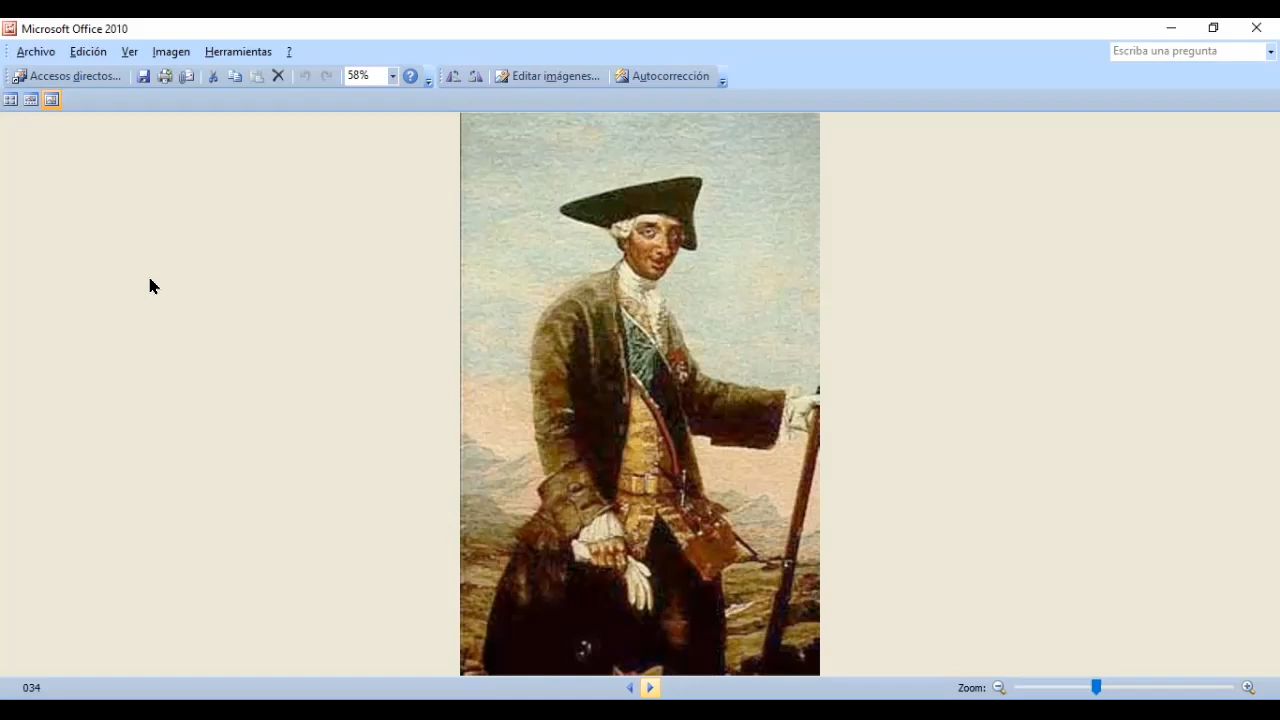 Microsoft Office 2010
Archivo Edición Ver Imagen Herramientas ?
Escriba una pregunta
Accesos directos... 58% Editar imágenes... Autocorrección
034 Zoom: